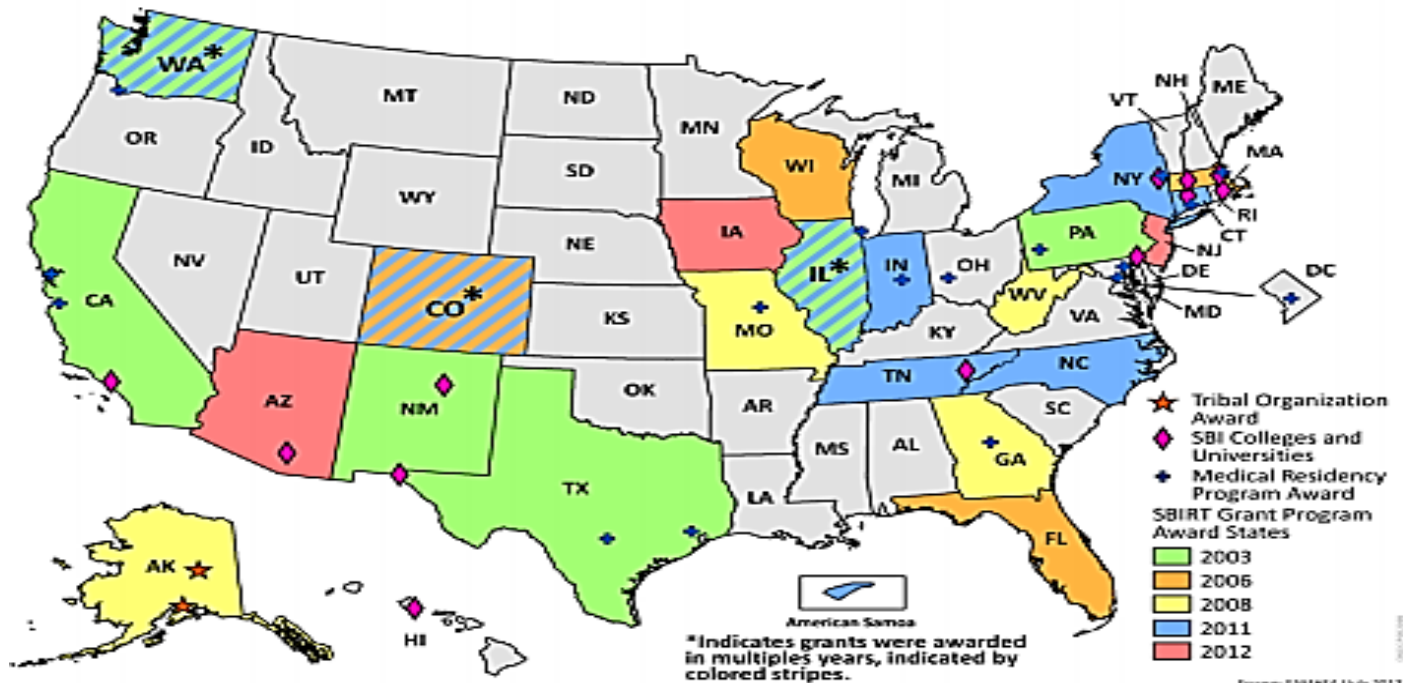 WA*
MT
ND
MN
OR
ID
SD
WI
MI
VT
NH
ME
MA
NY
WY
IA
NE
RI
CT
NJ
PA
NV
UT
CO*
IL*
IN
OH
DE
DC
MD
WV
CA
KS
MO
KY
VA
AZ
NM
OK
AR
TN
NC
SC
TX
LA
MS
AL
GA
FL
AK
HI
American Samoa
*Indicates grants were awarded
in multiples years, indicated by
colored stripes.
Tribal Organization
Award
SBI Colleges and
Universities
Medical Residency
Program Award
SBIRT Grant Program
Award States
2003
2006
2008
2011
2012